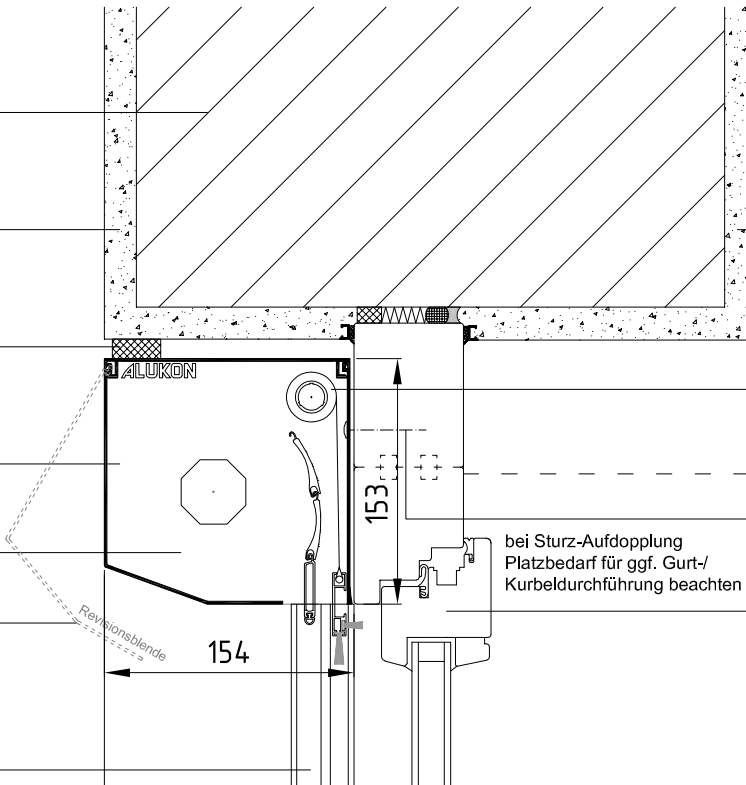 ALUKON
153
bei Sturz-Aufdopplung
Platzbedarf für ggf. Gurt-/
Kurbeldurchführung beachten
Revisionsblende
154